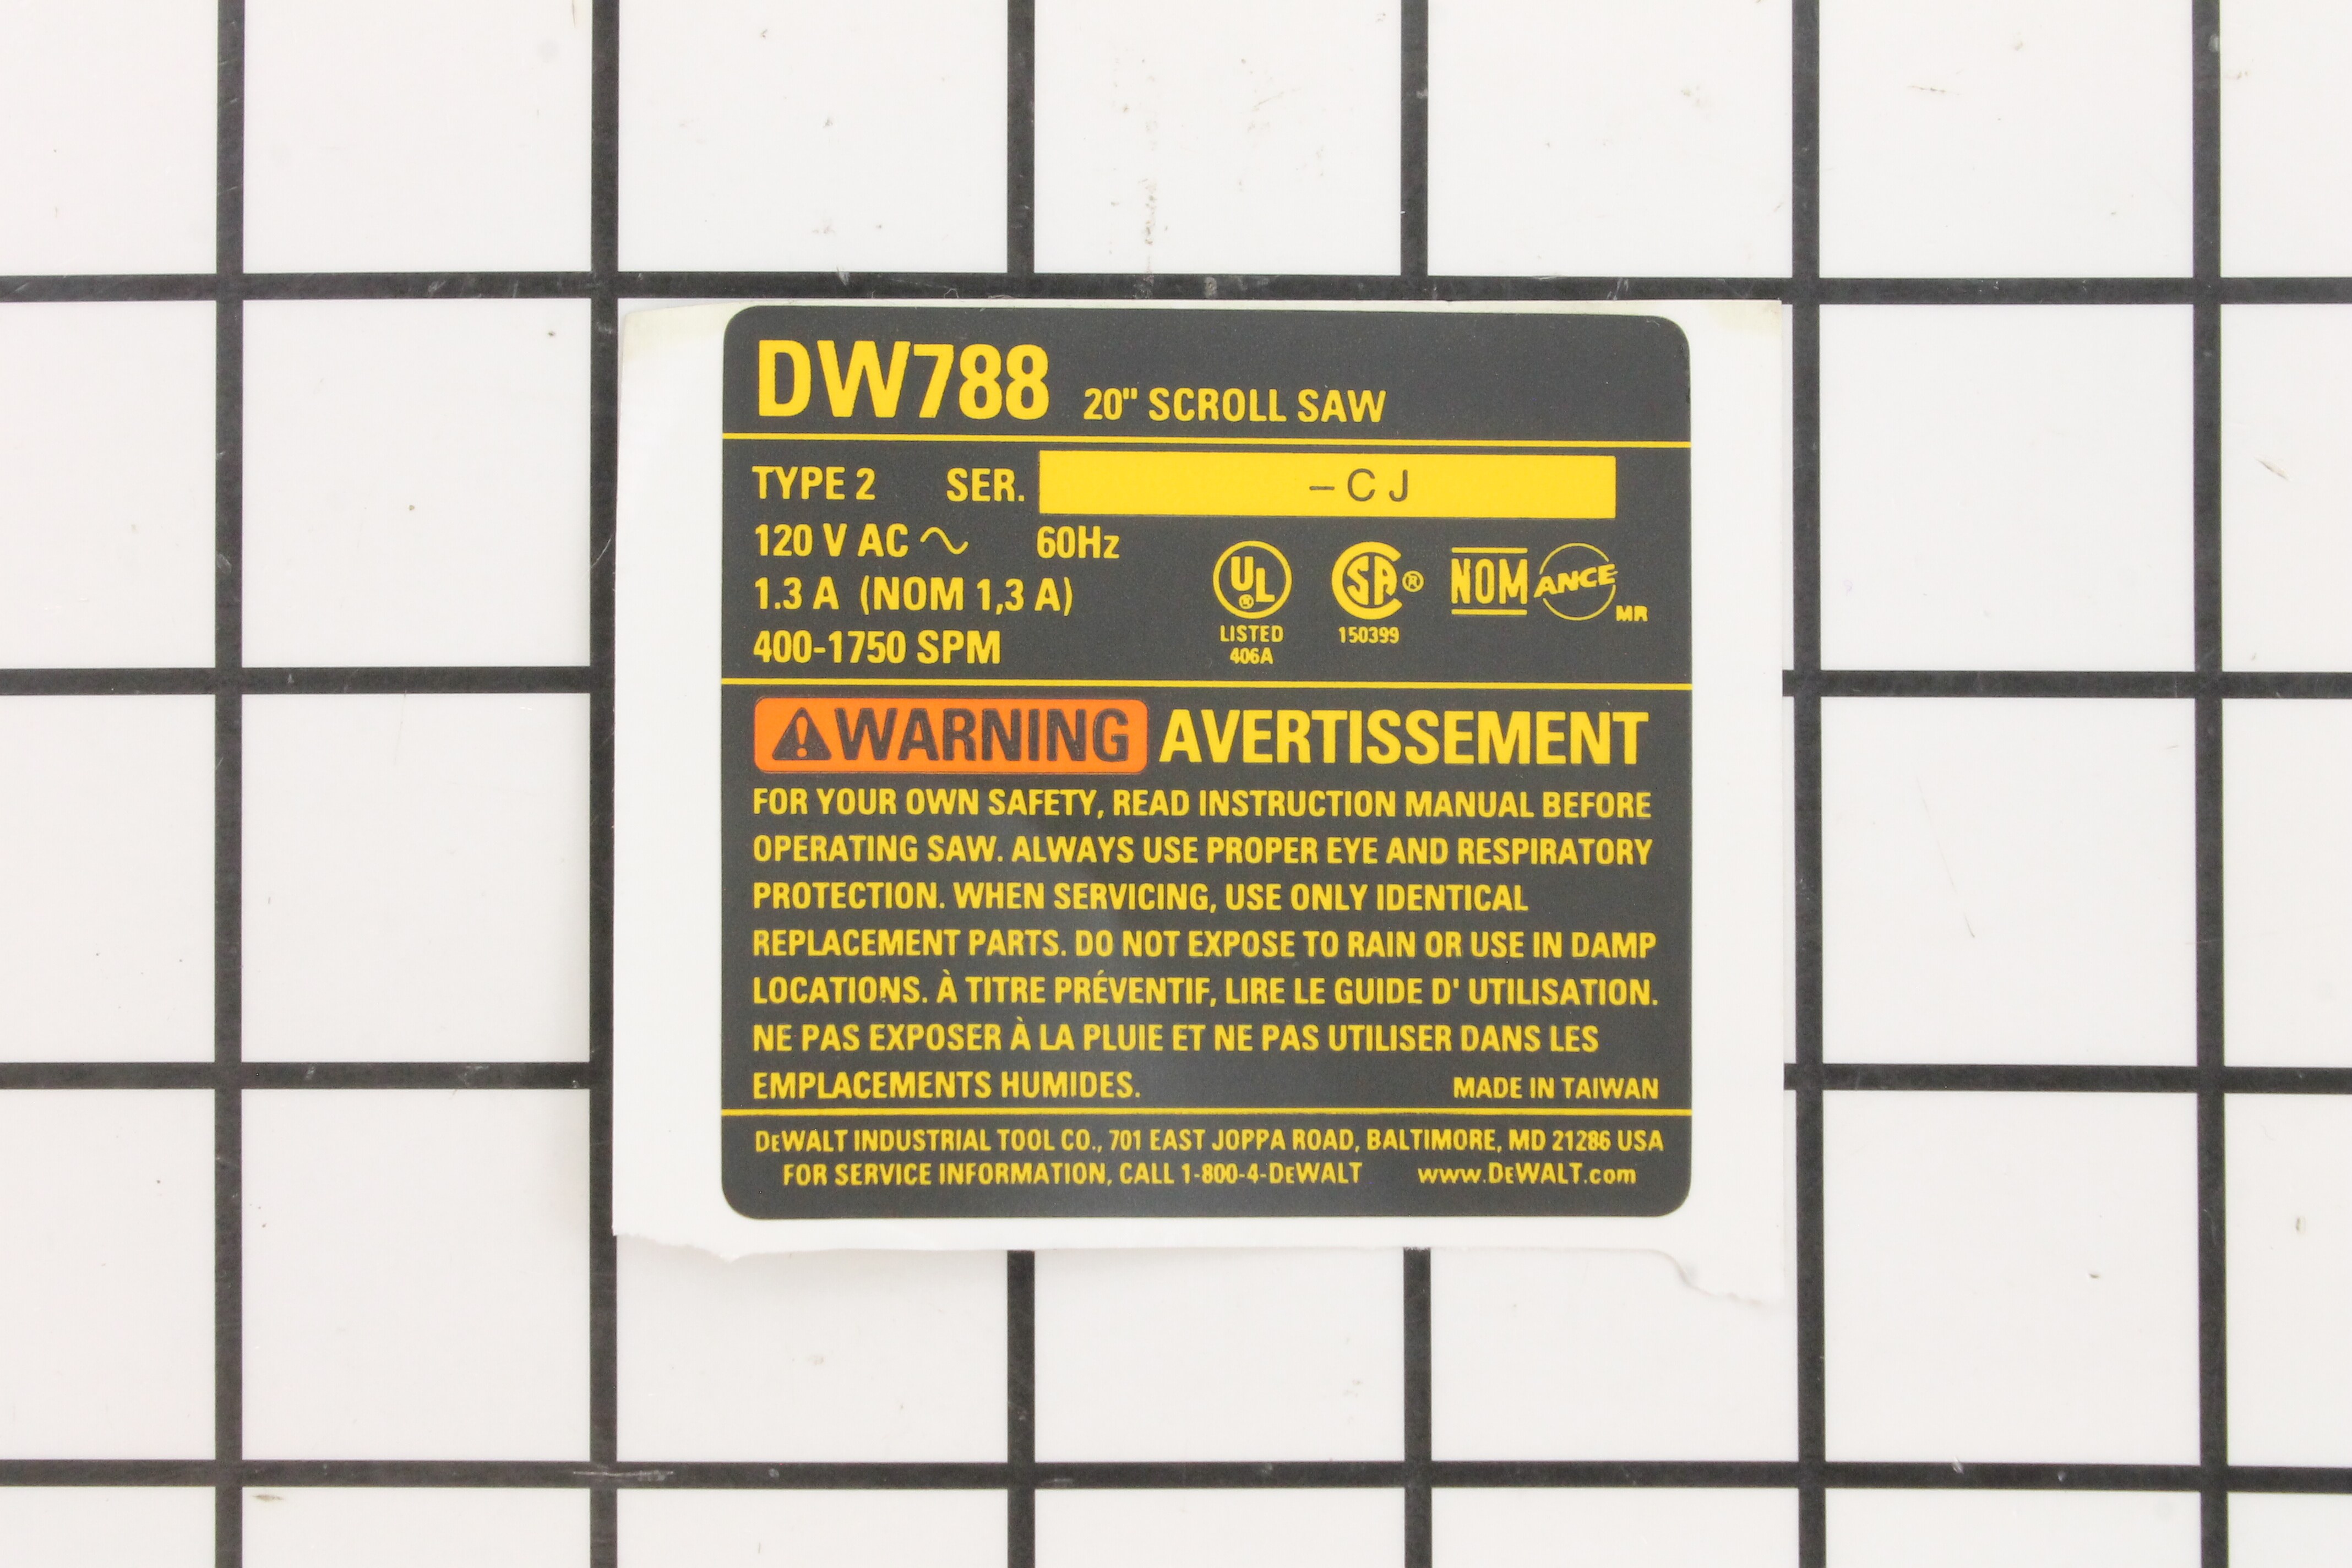 DW788 20" SCROLL SAW
TYPE 2 SER. –CJ
120 V AC ∿ 60Hz
1.3 A (NOM 1,3 A)
400-1750 SPM
UL ®
LISTED
406A
SA ®
150399
NOM ANCE MR
WARNING AVERTISSEMENT
FOR YOUR OWN SAFETY, READ INSTRUCTION MANUAL BEFORE
OPERATING SAW. ALWAYS USE PROPER EYE AND RESPIRATORY
PROTECTION. WHEN SERVICING, USE ONLY IDENTICAL
REPLACEMENT PARTS. DO NOT EXPOSE TO RAIN OR USE IN DAMP
LOCATIONS. À TITRE PRÉVENTIF, LIRE LE GUIDE D' UTILISATION.
NE PAS EXPOSER À LA PLUIE ET NE PAS UTILISER DANS LES
EMPLACEMENTS HUMIDES. MADE IN TAIWAN
DeWALT INDUSTRIAL TOOL CO., 701 EAST JOPPA ROAD, BALTIMORE, MD 21286 USA
FOR SERVICE INFORMATION, CALL 1-800-4-DeWALT www.DeWALT.com